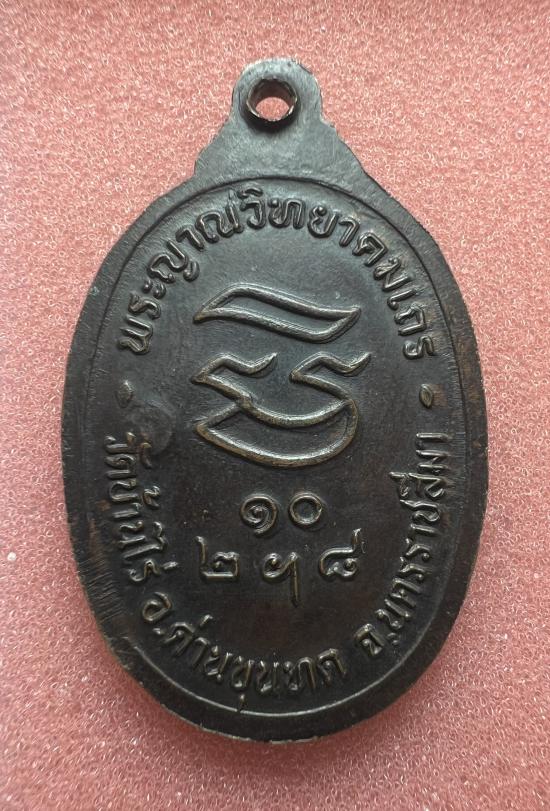 พระญาณวิทยาคมเถร
๑๐
๒ ๙ ๘
วัดบ้านไร่ อ.ด่านขุนทด จ.นครราชสีมา